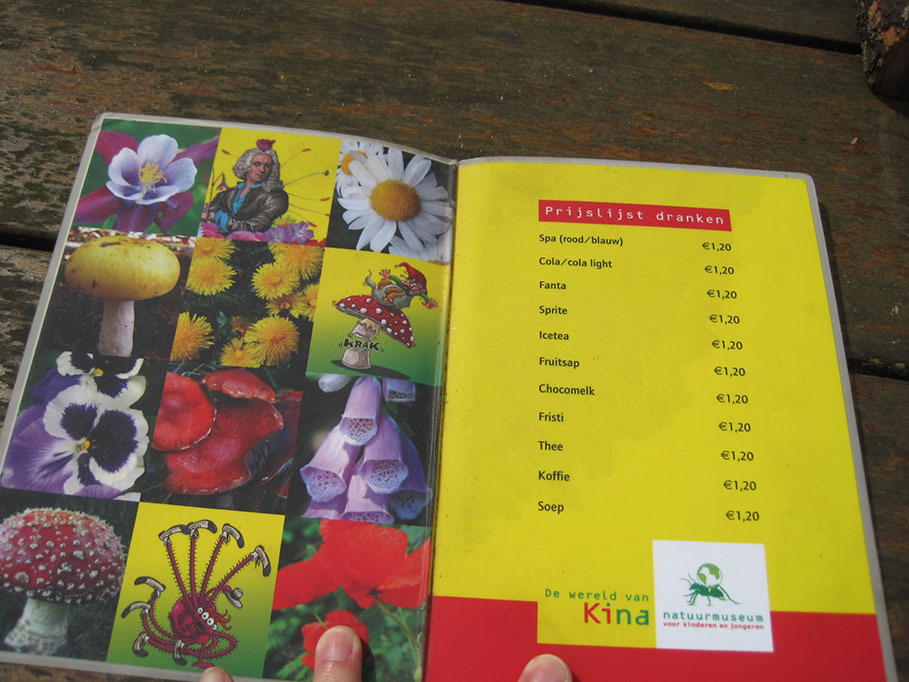 KRAK
Prijslijst dranken
Spa (rood/blauw) €1,20
Cola/cola light €1,20
Fanta €1,20
Sprite €1,20
Icetea €1,20
Fruitsap €1,20
Chocomelk €1,20
Fristi €1,20
Thee €1,20
Koffie €1,20
Soep €1,20
De wereld van
Kina
natuurmuseum
voor kinderen en jongeren